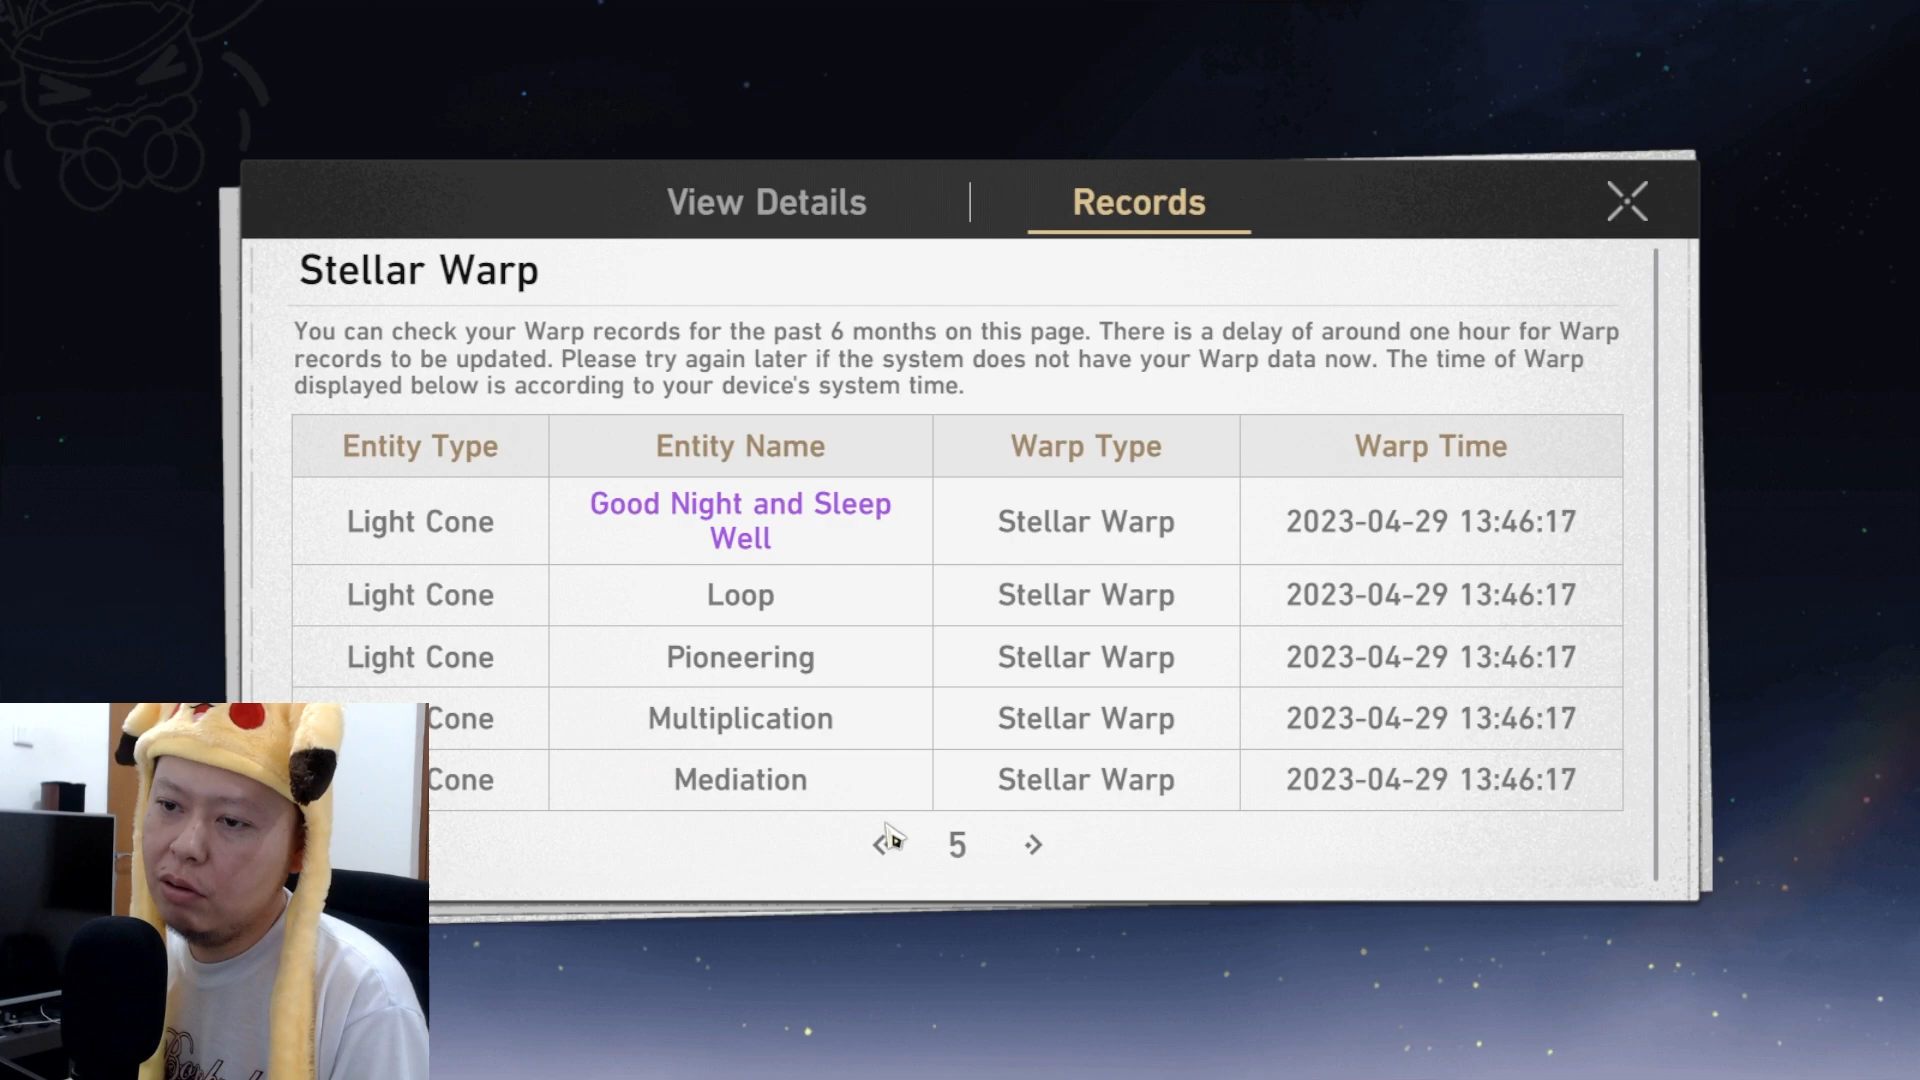 View Details
Records
Stellar Warp
You can check your Warp records for the past 6 months on this page. There is a delay of around one hour for Warp
records to be updated. Please try again later if the system does not have your Warp data now. The time of Warp
displayed below is according to your device's system time.
Entity Type Entity Name Warp Type Warp Time
Light Cone Good Night and Sleep Well Stellar Warp 2023-04-29 13:46:17
Light Cone Loop Stellar Warp 2023-04-29 13:46:17
Light Cone Pioneering Stellar Warp 2023-04-29 13:46:17
Cone Multiplication Stellar Warp 2023-04-29 13:46:17
Cone Mediation Stellar Warp 2023-04-29 13:46:17
5